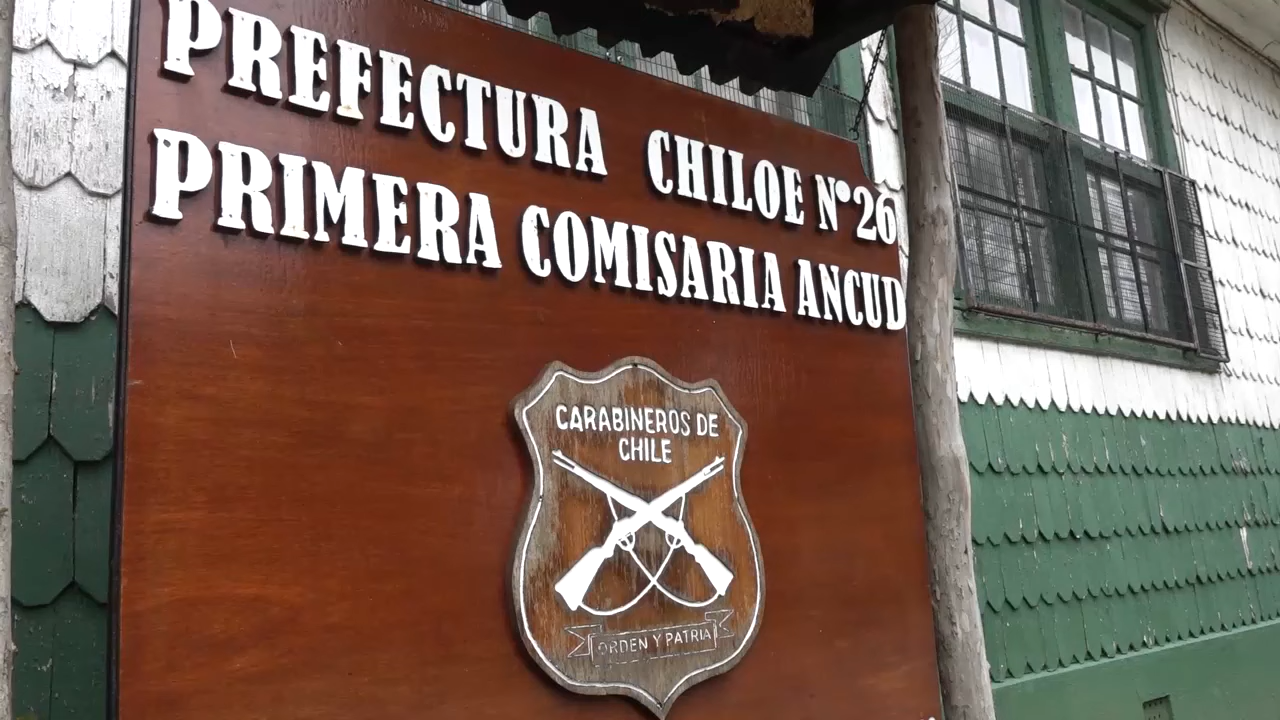 PREFECTURA CHILOE N°26
PRIMERA COMISARIA ANCUD
CARABINEROS DE
CHILE
ORDEN Y PATRIA